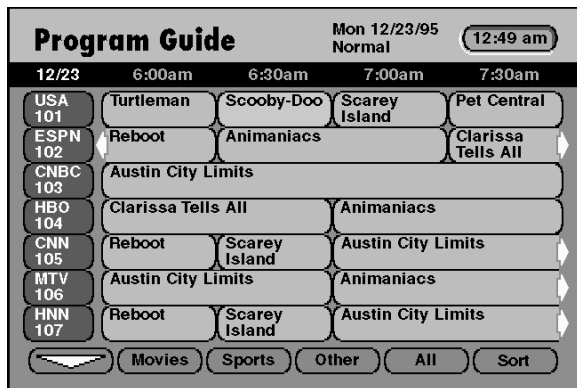 Program Guide
Mon 12/23/95
Normal
12:49 am
12/23 6:00am 6:30am 7:00am 7:30am
USA 101 Turtleman Scooby-Doo Scarey Island Pet Central
ESPN 102 Reboot Animaniacs Clarissa Tells All
CNBC 103 Austin City Limits
HBO 104 Clarissa Tells All Animaniacs
CNN 105 Reboot Scarey Island Austin City Limits
MTV 106 Austin City Limits Animaniacs
HNN 107 Reboot Scarey Island Austin City Limits
Movies Sports Other All Sort